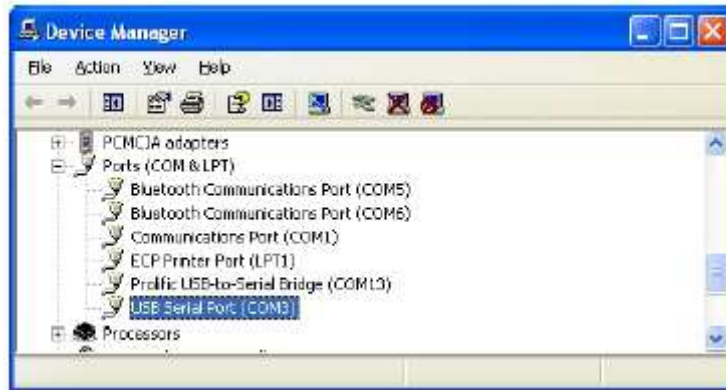 Device Manager
File Action View Help
PCMCIA adapters
Ports (COM & LPT)
Bluetooth Communications Port (COM5)
Bluetooth Communications Port (COM6)
Communications Port (COM1)
ECP Printer Port (LPT1)
Prolific USB-to-Serial Bridge (COM13)
USB Serial Port (COM3)
Processors